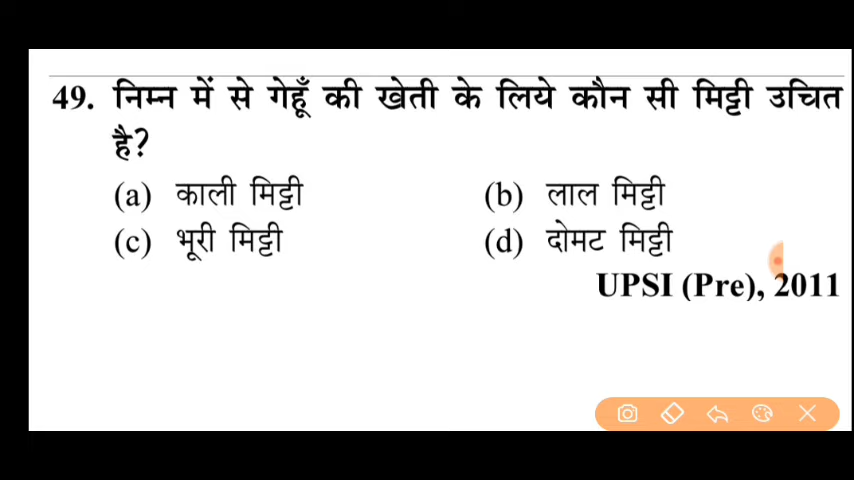 49. निम्न में से गेहूँ की खेती के लिये कौन सी मिट्टी उचित
है?
(a) काली मिट्टी (b) लाल मिट्टी
(c) भूरी मिट्टी (d) दोमट मिट्टी
UPSI (Pre), 2011